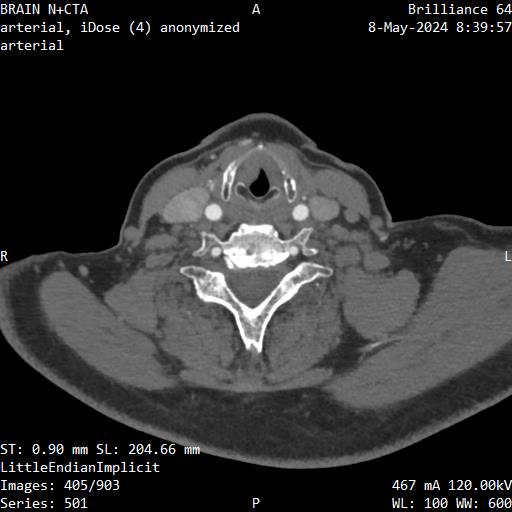 BRAIN N+CTA
A
Brilliance 64
arterial, iDose (4) anonymized
8-May-2024 8:39:57
arterial
R
L
ST: 0.90 mm SL: 204.66 mm
LittleEndianImplicit
Images: 405/903
467 mA 120.00kV
Series: 501
P
WL: 100 WW: 600